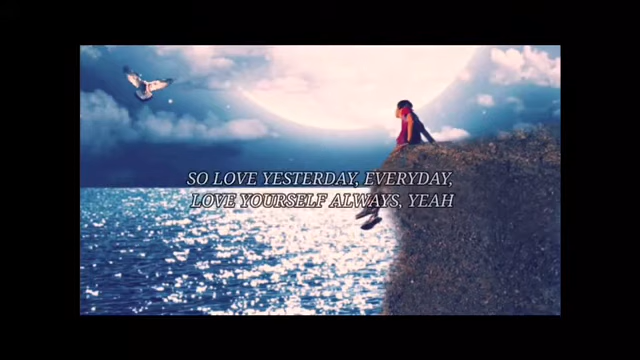 SO LOVE YESTERDAY, EVERYDAY,
LOVE YOURSELF ALWAYS, YEAH